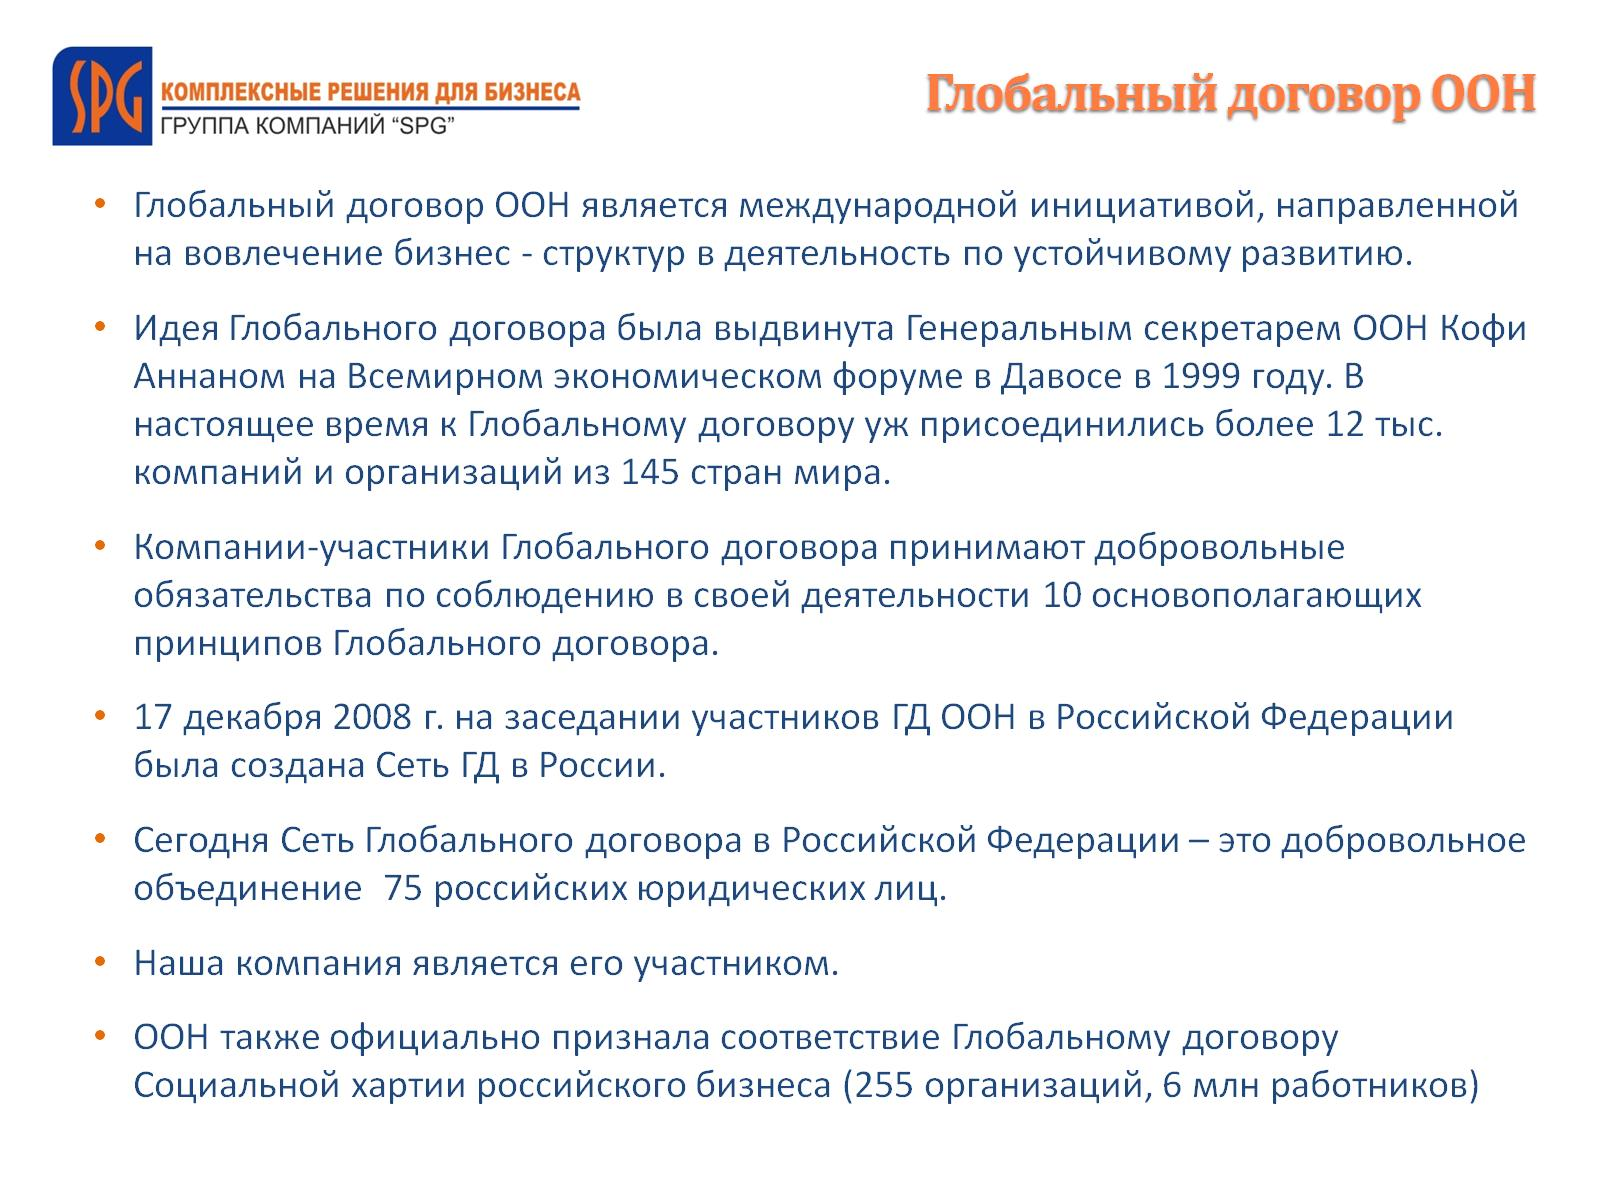 SPG
КОМПЛЕКСНЫЕ РЕШЕНИЯ ДЛЯ БИЗНЕСА
ГРУППА КОМПАНИЙ “SPG”
Глобальный договор ООН
• Глобальный договор ООН является международной инициативой, направленной
на вовлечение бизнес - структур в деятельность по устойчивому развитию.
• Идея Глобального договора была выдвинута Генеральным секретарем ООН Кофи
Аннаном на Всемирном экономическом форуме в Давосе в 1999 году. В
настоящее время к Глобальному договору уж присоединились более 12 тыс.
компаний и организаций из 145 стран мира.
• Компании-участники Глобального договора принимают добровольные
обязательства по соблюдению в своей деятельности 10 основополагающих
принципов Глобального договора.
• 17 декабря 2008 г. на заседании участников ГД ООН в Российской Федерации
была создана Сеть ГД в России.
• Сегодня Сеть Глобального договора в Российской Федерации – это добровольное
объединение  75 российских юридических лиц.
• Наша компания является его участником.
• ООН также официально признала соответствие Глобальному договору
Социальной хартии российского бизнеса (255 организаций, 6 млн работников)